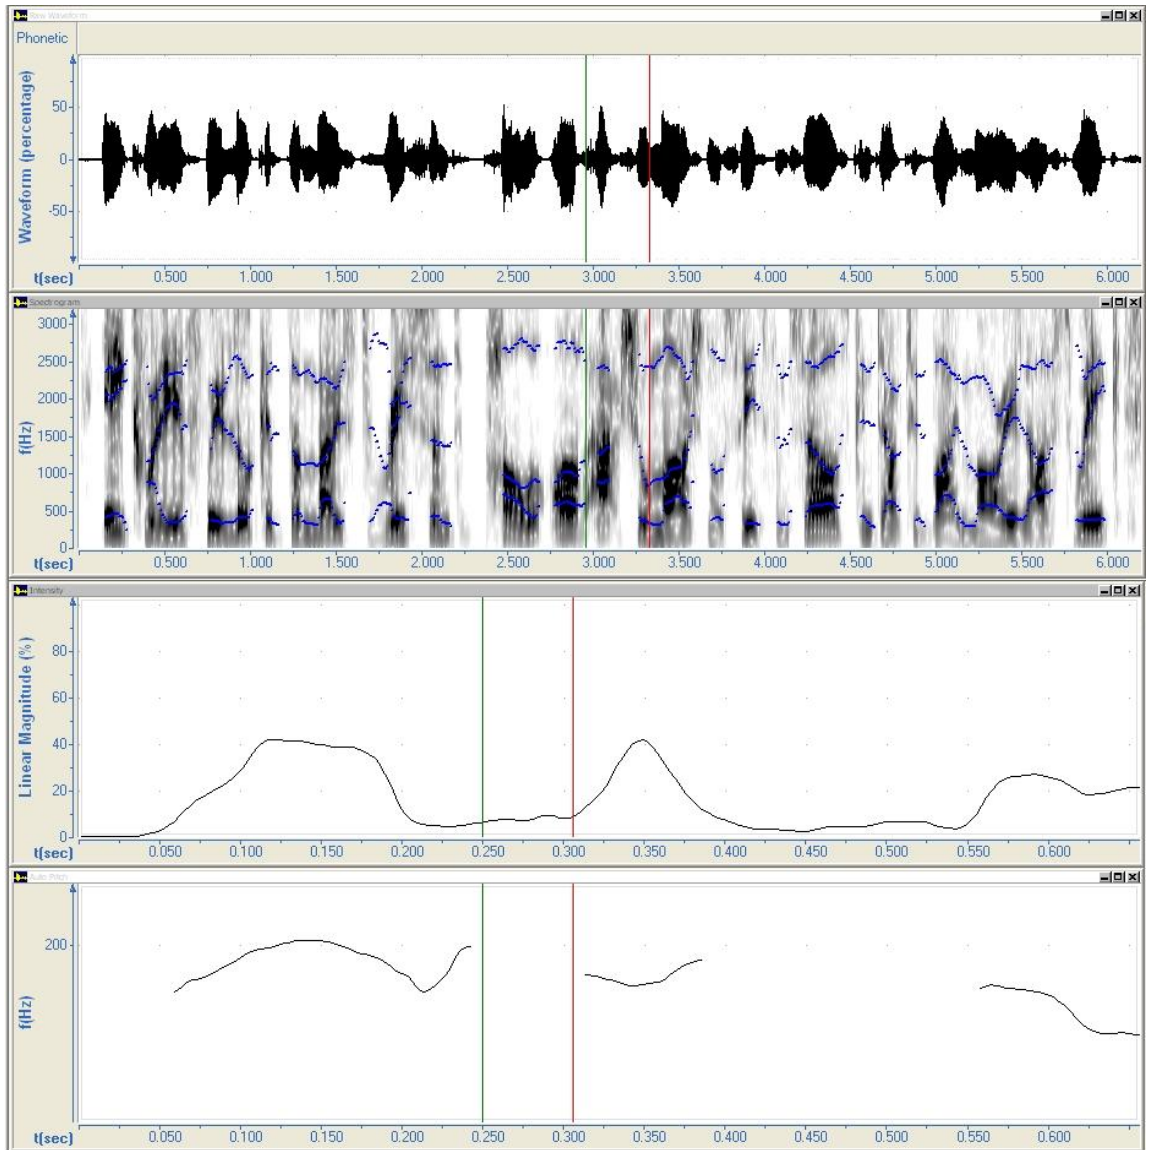 Raw Waveform
Phonetic
Waveform (percentage)
50
0
-50
t(sec)
0.500 1.000 1.500 2.000 2.500 3.000 3.500 4.000 4.500 5.000 5.500 6.000
Spectrogram
f(Hz)
3000
2500
2000
1500
1000
500
0
t(sec)
0.500 1.000 1.500 2.000 2.500 3.000 3.500 4.000 4.500 5.000 5.500 6.000
Intensity
Linear Magnitude (%)
80
60
40
20
0
t(sec)
0.050 0.100 0.150 0.200 0.250 0.300 0.350 0.400 0.450 0.500 0.550 0.600
Auto Pitch
f(Hz)
200
t(sec)
0.050 0.100 0.150 0.200 0.250 0.300 0.350 0.400 0.450 0.500 0.550 0.600